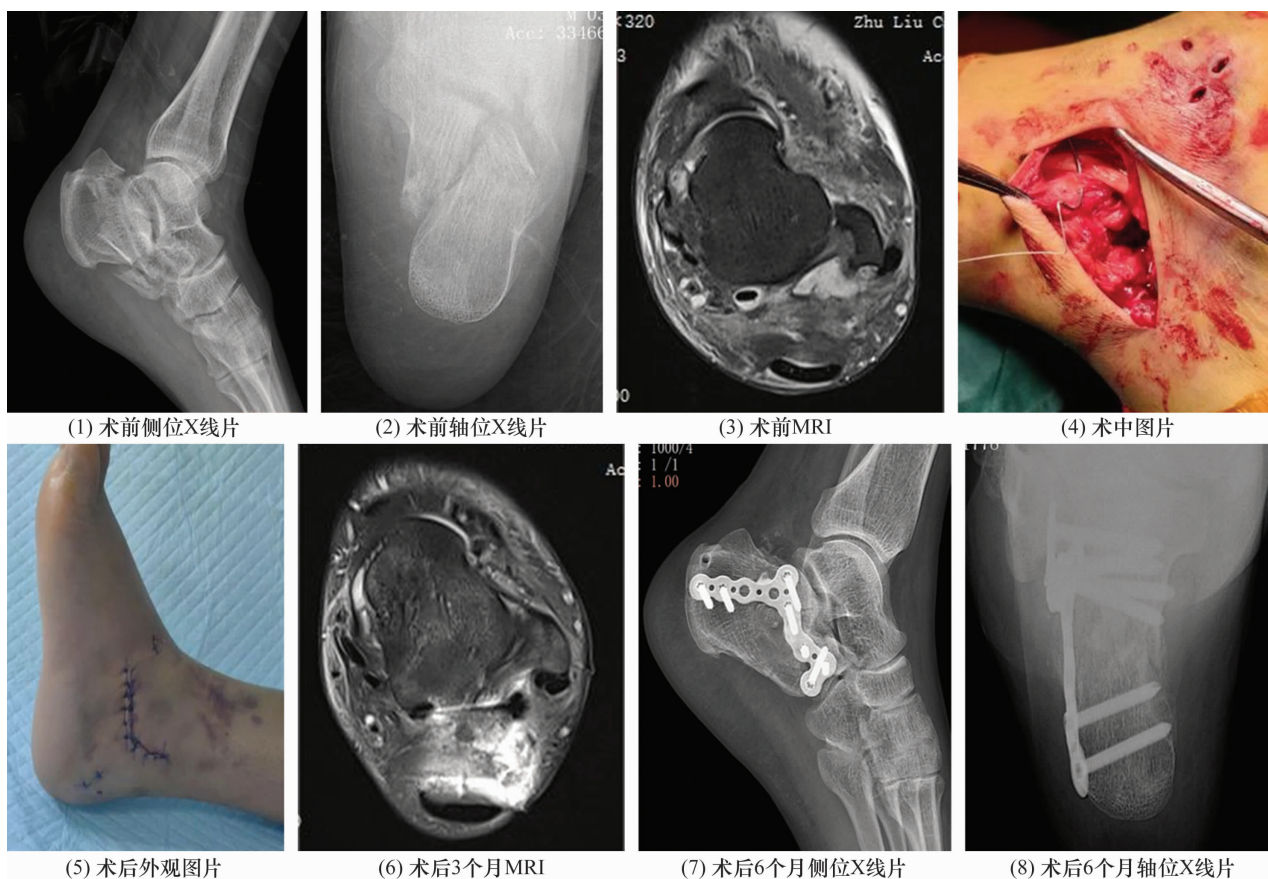 M 03
Acc: 33466
×320
Zhu Liu C
3
Ac
00
(1) 术前侧位X线片
(2) 术前轴位X线片
(3) 术前MRI
(4) 术中图片
Ac
: 1000/4
: 1 /1
: 1.00
(5) 术后外观图片
(6) 术后3个月MRI
(7) 术后6个月侧位X线片
(8) 术后6个月轴位X线片